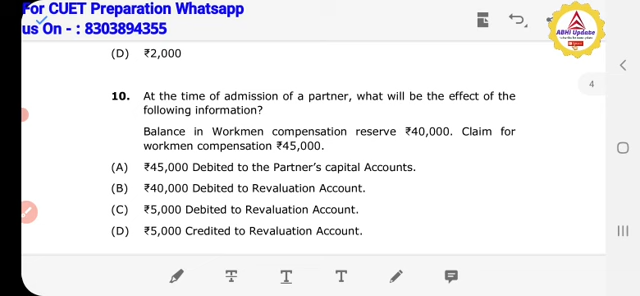 For CUET Preparation Whatsapp
us On - : 8303894355
ABHI Update
(D) ₹2,000
4
10. At the time of admission of a partner, what will be the effect of the
following information?
Balance in Workmen compensation reserve ₹40,000. Claim for
workmen compensation ₹45,000.
(A) ₹45,000 Debited to the Partner's capital Accounts.
(B) ₹40,000 Debited to Revaluation Account.
(C) ₹5,000 Debited to Revaluation Account.
(D) ₹5,000 Credited to Revaluation Account.
T
T
T